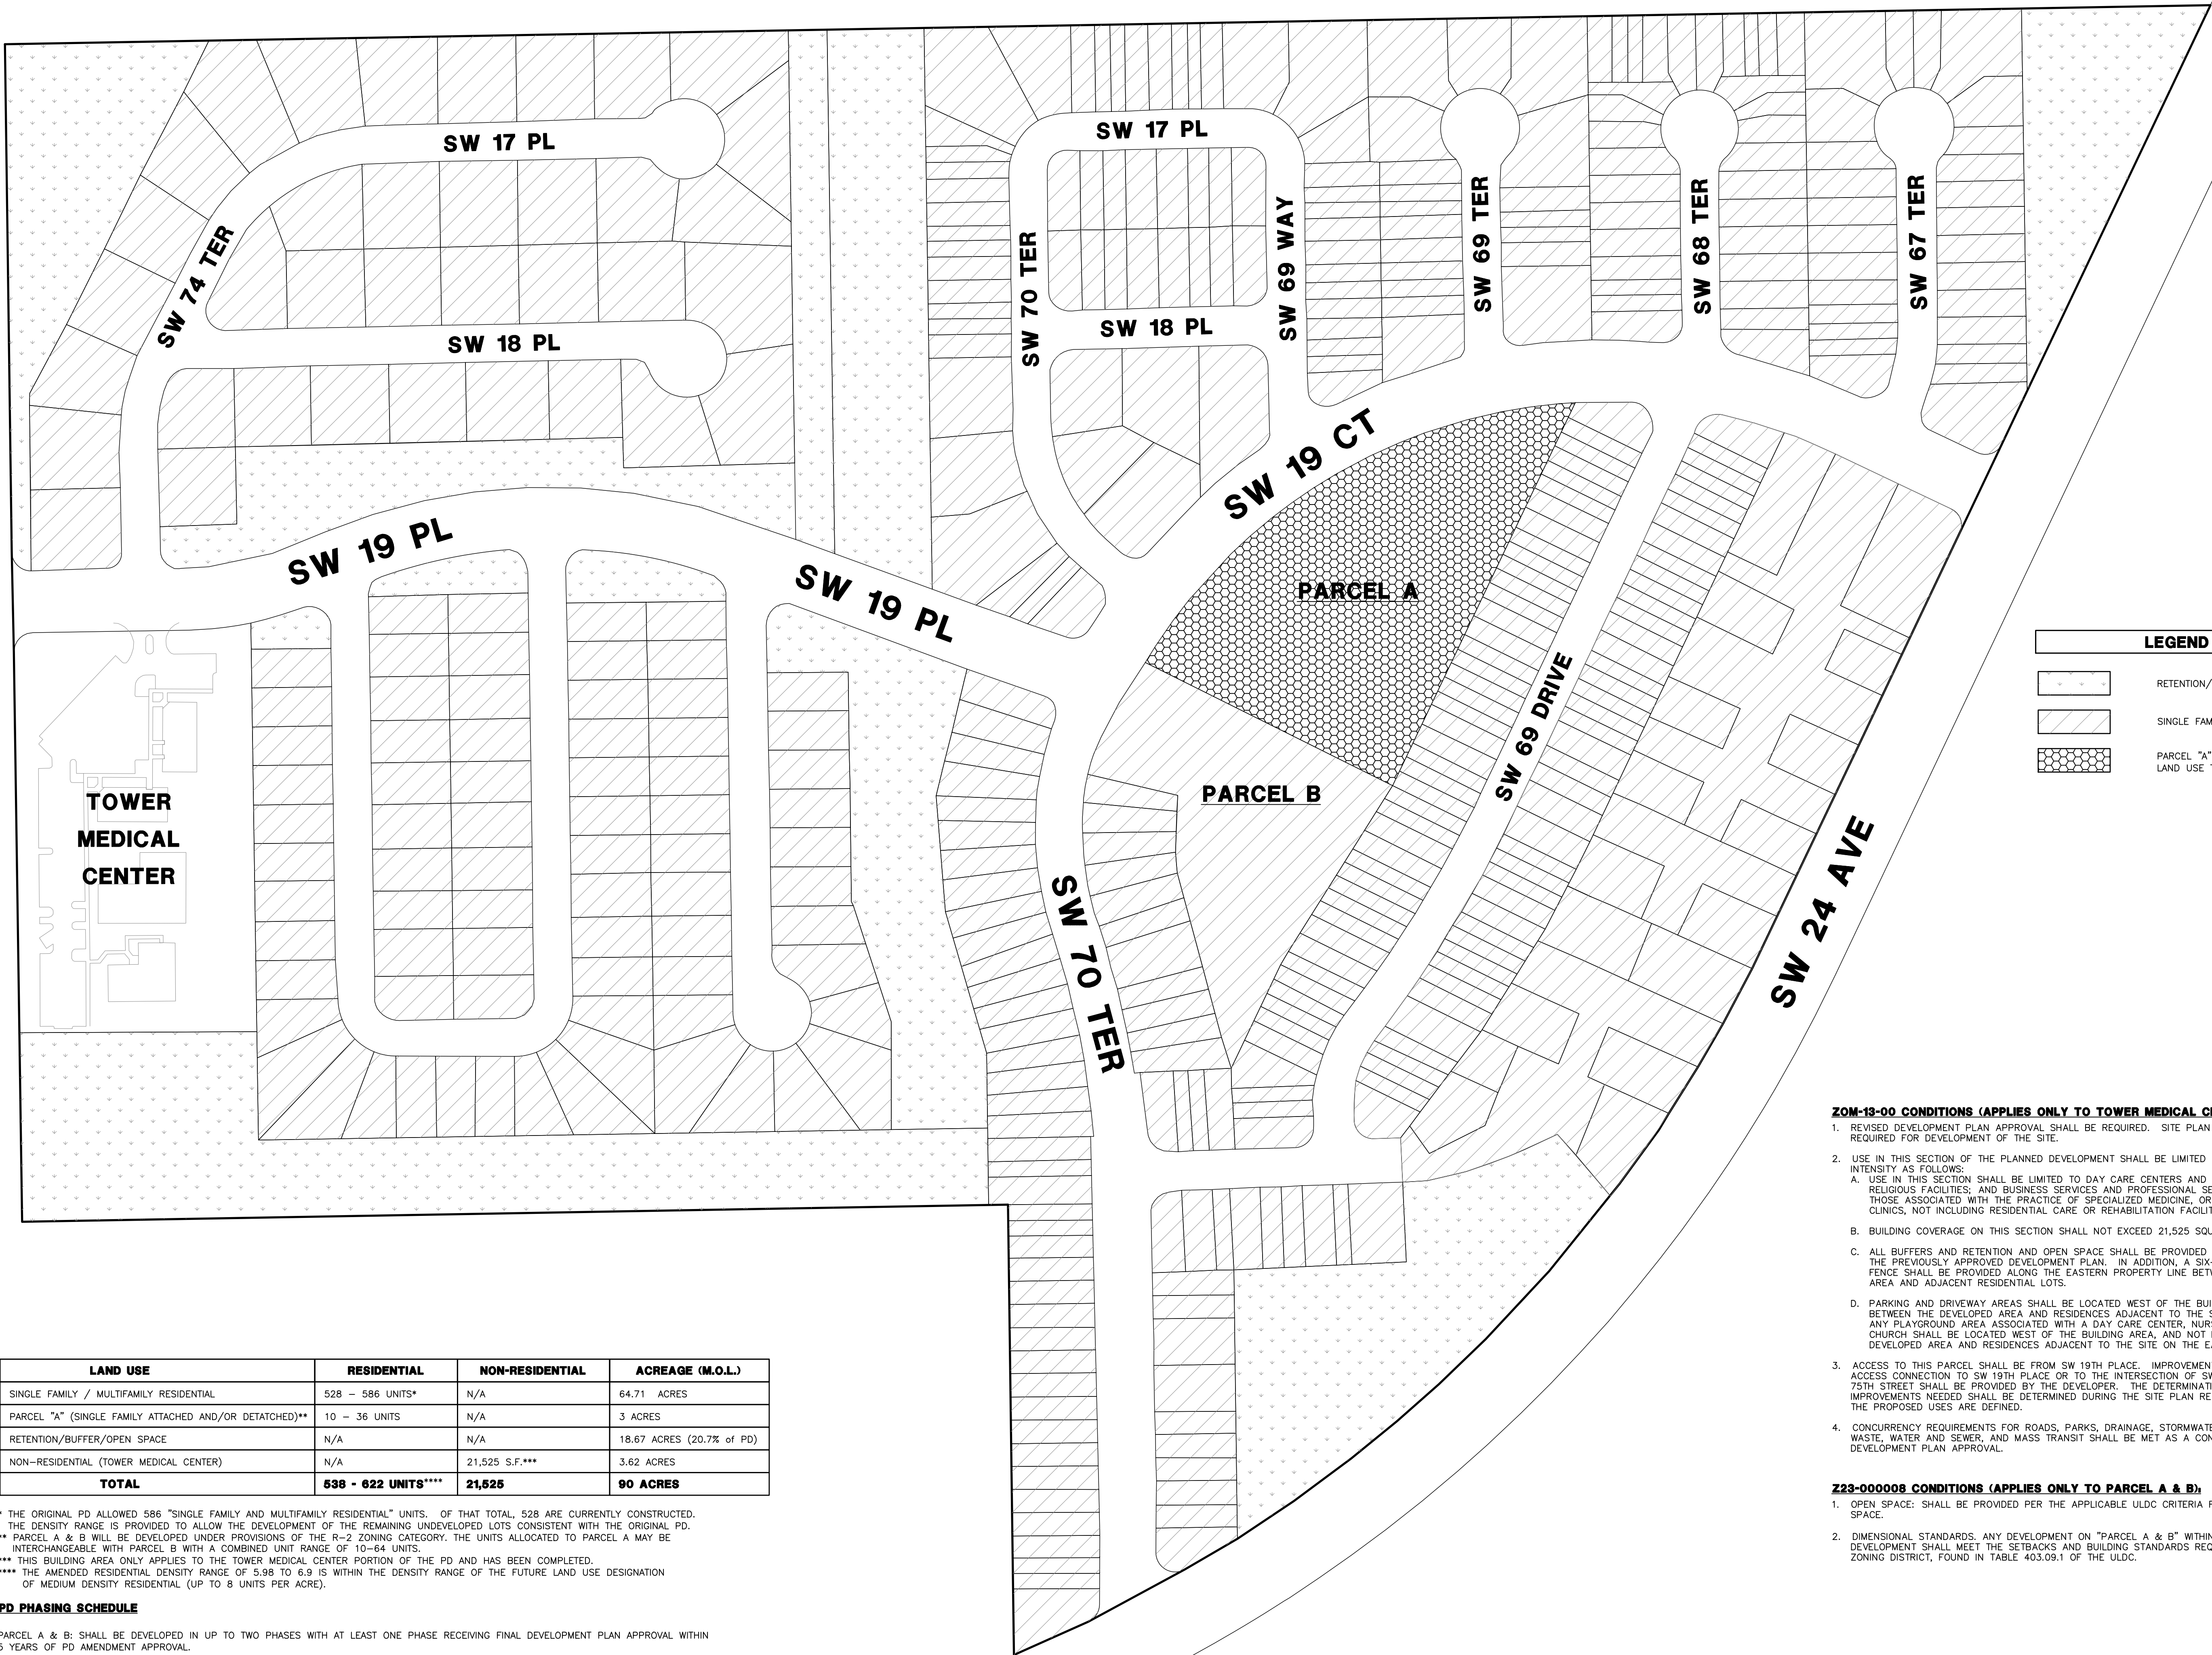 SW 17 PL
SW 17 PL
SW 74 TER
SW 18 PL
SW 70 TER
SW 69 WAY
SW 18 PL
SW 69 TER
SW 68 TER
SW 67 TER
SW 19 CT
SW 19 PL
SW 19 PL
PARCEL A
PARCEL B
SW 69 DRIVE
SW 70 TER
SW 24 AVE
TOWER
MEDICAL
CENTER
LEGEND
RETENTION/
SINGLE FAM
PARCEL "A"
LAND USE
ZOM-13-00 CONDITIONS (APPLIES ONLY TO TOWER MEDICAL
1. REVISED DEVELOPMENT PLAN APPROVAL SHALL BE REQUIRED. SITE PLAN
REQUIRED FOR DEVELOPMENT OF THE SITE.
2. USE IN THIS SECTION OF THE PLANNED DEVELOPMENT SHALL BE LIMITED
INTENSITY AS FOLLOWS:
A. USE IN THIS SECTION SHALL BE LIMITED TO DAY CARE CENTERS AND
RELIGIOUS FACILITIES; AND BUSINESS SERVICES AND PROFESSIONAL SE
THOSE ASSOCIATED WITH THE PRACTICE OF SPECIALIZED MEDICINE, OR
CLINICS, NOT INCLUDING RESIDENTIAL CARE OR REHABILITATION FACILIT
B. BUILDING COVERAGE ON THIS SECTION SHALL NOT EXCEED 21,525 SQU
C. ALL BUFFERS AND RETENTION AND OPEN SPACE SHALL BE PROVIDED
THE PREVIOUSLY APPROVED DEVELOPMENT PLAN. IN ADDITION, A SIX-
FENCE SHALL BE PROVIDED ALONG THE EASTERN PROPERTY LINE BETW
AREA AND ADJACENT RESIDENTIAL LOTS.
D. PARKING AND DRIVEWAY AREAS SHALL BE LOCATED WEST OF THE BUI
BETWEEN THE DEVELOPED AREA AND RESIDENCES ADJACENT TO THE S
ANY PLAYGROUND AREA ASSOCIATED WITH A DAY CARE CENTER, NURS
CHURCH SHALL BE LOCATED WEST OF THE BUILDING AREA, AND NOT
DEVELOPED AREA AND RESIDENCES ADJACENT TO THE SITE ON THE EA
3. ACCESS TO THIS PARCEL SHALL BE FROM SW 19TH PLACE. IMPROVEMEN
ACCESS CONNECTION TO SW 19TH PLACE OR TO THE INTERSECTION OF SW
75TH STREET SHALL BE PROVIDED BY THE DEVELOPER. THE DETERMINATI
IMPROVEMENTS NEEDED SHALL BE DETERMINED DURING THE SITE PLAN RE
THE PROPOSED USES ARE DEFINED.
4. CONCURRENCY REQUIREMENTS FOR ROADS, PARKS, DRAINAGE, STORMWATE
WASTE, WATER AND SEWER, AND MASS TRANSIT SHALL BE MET AS A CON
DEVELOPMENT PLAN APPROVAL.
Z23-000008 CONDITIONS (APPLIES ONLY TO PARCEL A & B):
1. OPEN SPACE: SHALL BE PROVIDED PER THE APPLICABLE ULDC CRITERIA F
SPACE.
2. DIMENSIONAL STANDARDS. ANY DEVELOPMENT ON "PARCEL A & B" WITHIN
DEVELOPMENT SHALL MEET THE SETBACKS AND BUILDING STANDARDS REQ
ZONING DISTRICT, FOUND IN TABLE 403.09.1 OF THE ULDC.
LAND USE RESIDENTIAL NON-RESIDENTIAL ACREAGE (M.O.L.)
SINGLE FAMILY / MULTIFAMILY RESIDENTIAL 528 – 586 UNITS* N/A 64.71 ACRES
PARCEL "A" (SINGLE FAMILY ATTACHED AND/OR DETATCHED)** 10 – 36 UNITS N/A 3 ACRES
RETENTION/BUFFER/OPEN SPACE N/A N/A 18.67 ACRES (20.7% of PD)
NON–RESIDENTIAL (TOWER MEDICAL CENTER) N/A 21,525 S.F.*** 3.62 ACRES
TOTAL 538 - 622 UNITS**** 21,525 90 ACRES
* THE ORIGINAL PD ALLOWED 586 "SINGLE FAMILY AND MULTIFAMILY RESIDENTIAL" UNITS. OF THAT TOTAL, 528 ARE CURRENTLY CONSTRUCTED.
THE DENSITY RANGE IS PROVIDED TO ALLOW THE DEVELOPMENT OF THE REMAINING UNDEVELOPED LOTS CONSISTENT WITH THE ORIGINAL PD.
** PARCEL A & B WILL BE DEVELOPED UNDER PROVISIONS OF THE R–2 ZONING CATEGORY. THE UNITS ALLOCATED TO PARCEL A MAY BE
INTERCHANGEABLE WITH PARCEL B WITH A COMBINED UNIT RANGE OF 10–64 UNITS.
*** THIS BUILDING AREA ONLY APPLIES TO THE TOWER MEDICAL CENTER PORTION OF THE PD AND HAS BEEN COMPLETED.
**** THE AMENDED RESIDENTIAL DENSITY RANGE OF 5.98 TO 6.9 IS WITHIN THE DENSITY RANGE OF THE FUTURE LAND USE DESIGNATION
OF MEDIUM DENSITY RESIDENTIAL (UP TO 8 UNITS PER ACRE).
PD PHASING SCHEDULE
PARCEL A & B: SHALL BE DEVELOPED IN UP TO TWO PHASES WITH AT LEAST ONE PHASE RECEIVING FINAL DEVELOPMENT PLAN APPROVAL WITHIN
5 YEARS OF PD AMENDMENT APPROVAL.